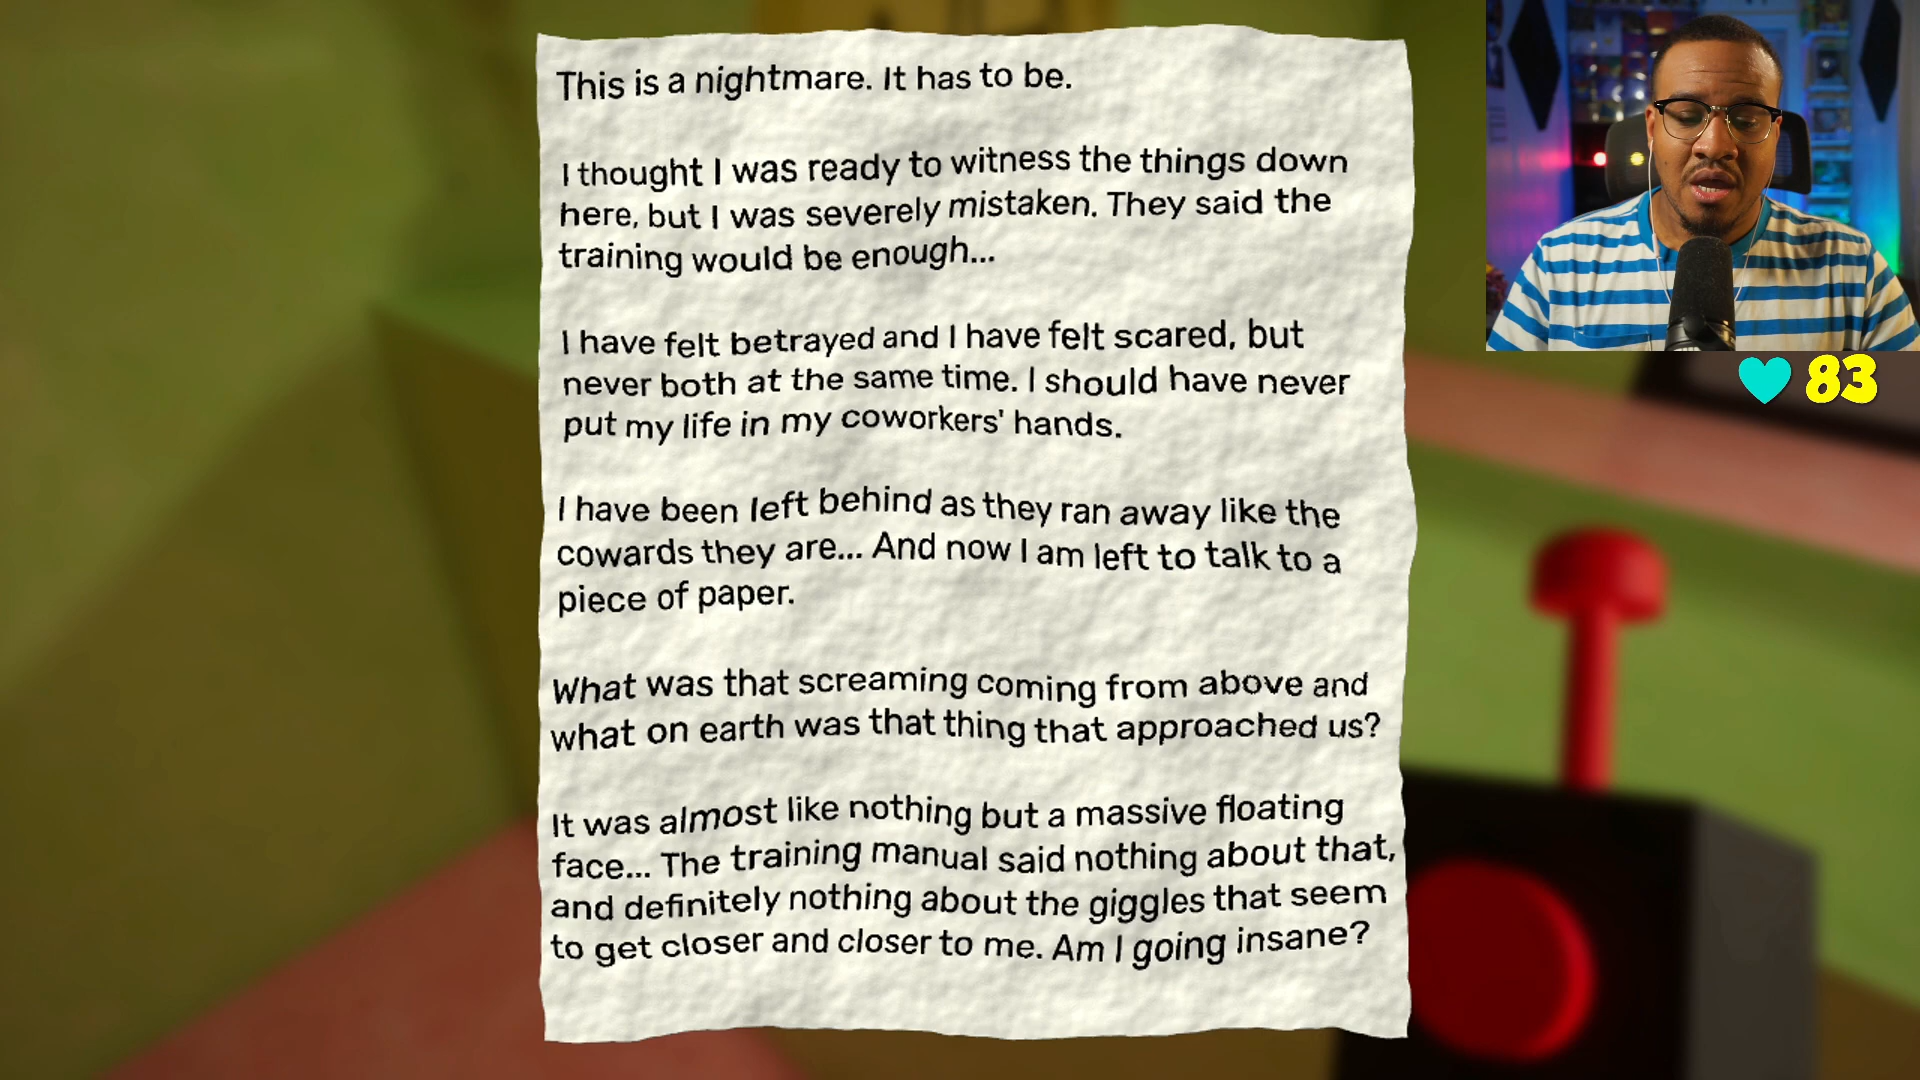 This is a nightmare. It has to be.
I thought I was ready to witness the things down
here, but I was severely mistaken. They said the
training would be enough...
I have felt betrayed and I have felt scared, but
never both at the same time. I should have never
put my life in my coworkers' hands.
I have been left behind as they ran away like the
cowards they are... And now I am left to talk to a
piece of paper.
What was that screaming coming from above and
what on earth was that thing that approached us?
It was almost like nothing but a massive floating
face... The training manual said nothing about that,
and definitely nothing about the giggles that seem
to get closer and closer to me. Am I going insane?
83